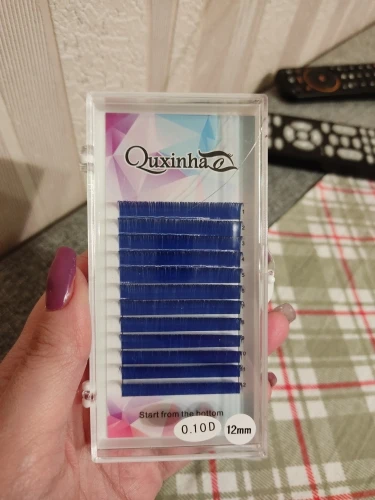 Quxinha
Start from the bottom
0.10D
12mm